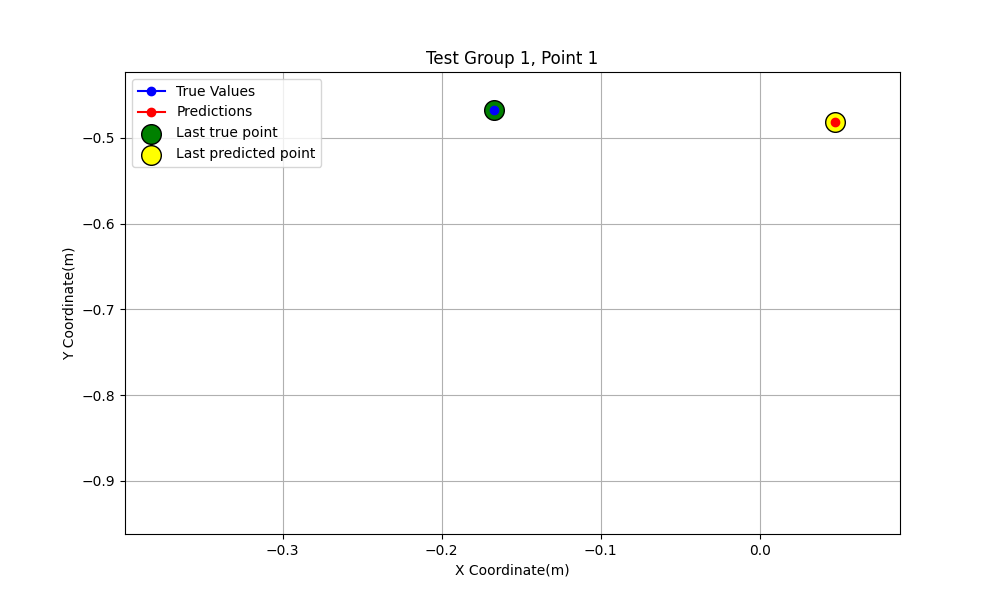 Test Group 1, Point 1
True Values
Predictions
Last true point
Last predicted point
−0.5
−0.6
−0.7
−0.8
−0.9
Y Coordinate(m)
−0.3
−0.2
−0.1
0.0
X Coordinate(m)